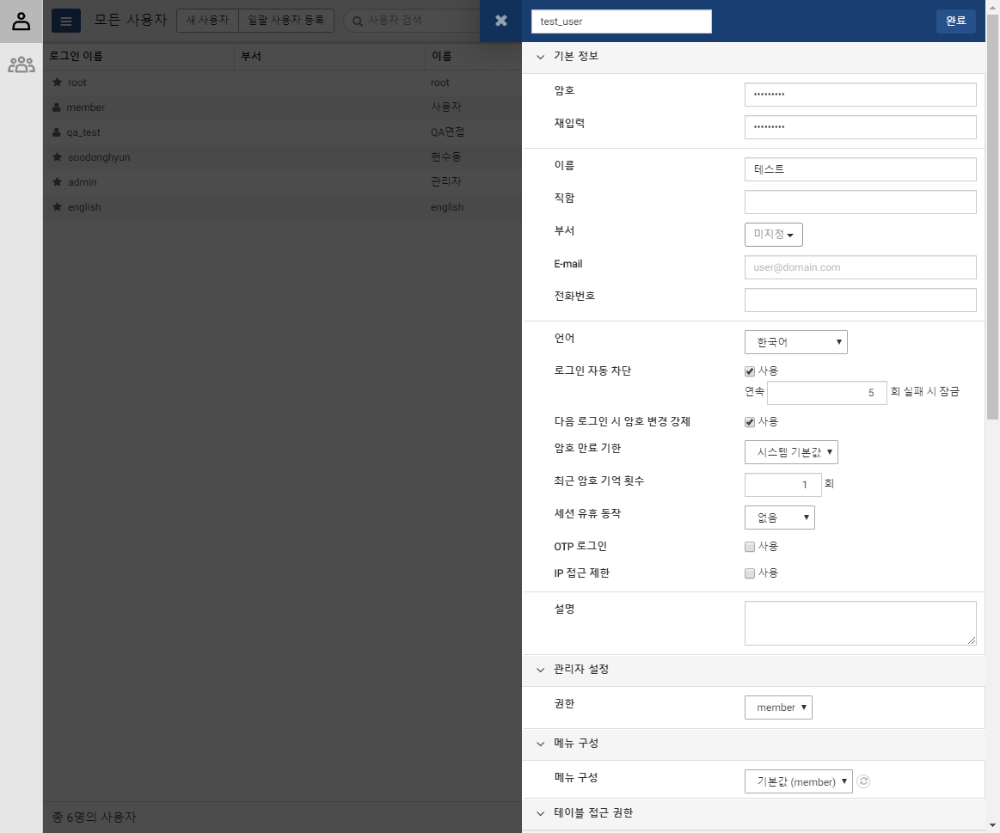 모든 사용자 새 사용자 일괄 사용자 등록 사용자 검색
test_user 완료
로그인 이름 부서 이름
root root
member 사용자
qa_test QA면접
soodonghyun 현수동
admin 관리자
english english
총 6명의 사용자
기본 정보
암호 •••••••••
재입력 •••••••••
이름 테스트
직함
부서 미지정
E-mail user@domain.com
전화번호
언어 한국어
로그인 자동 차단 사용
연속 5 회 실패 시 잠금
다음 로그인 시 암호 변경 강제 사용
암호 만료 기한 시스템 기본값
최근 암호 기억 횟수 1 회
세션 유휴 동작 없음
OTP 로그인 사용
IP 접근 제한 사용
설명
관리자 설정
권한 member
메뉴 구성
메뉴 구성 기본값 (member)
테이블 접근 권한